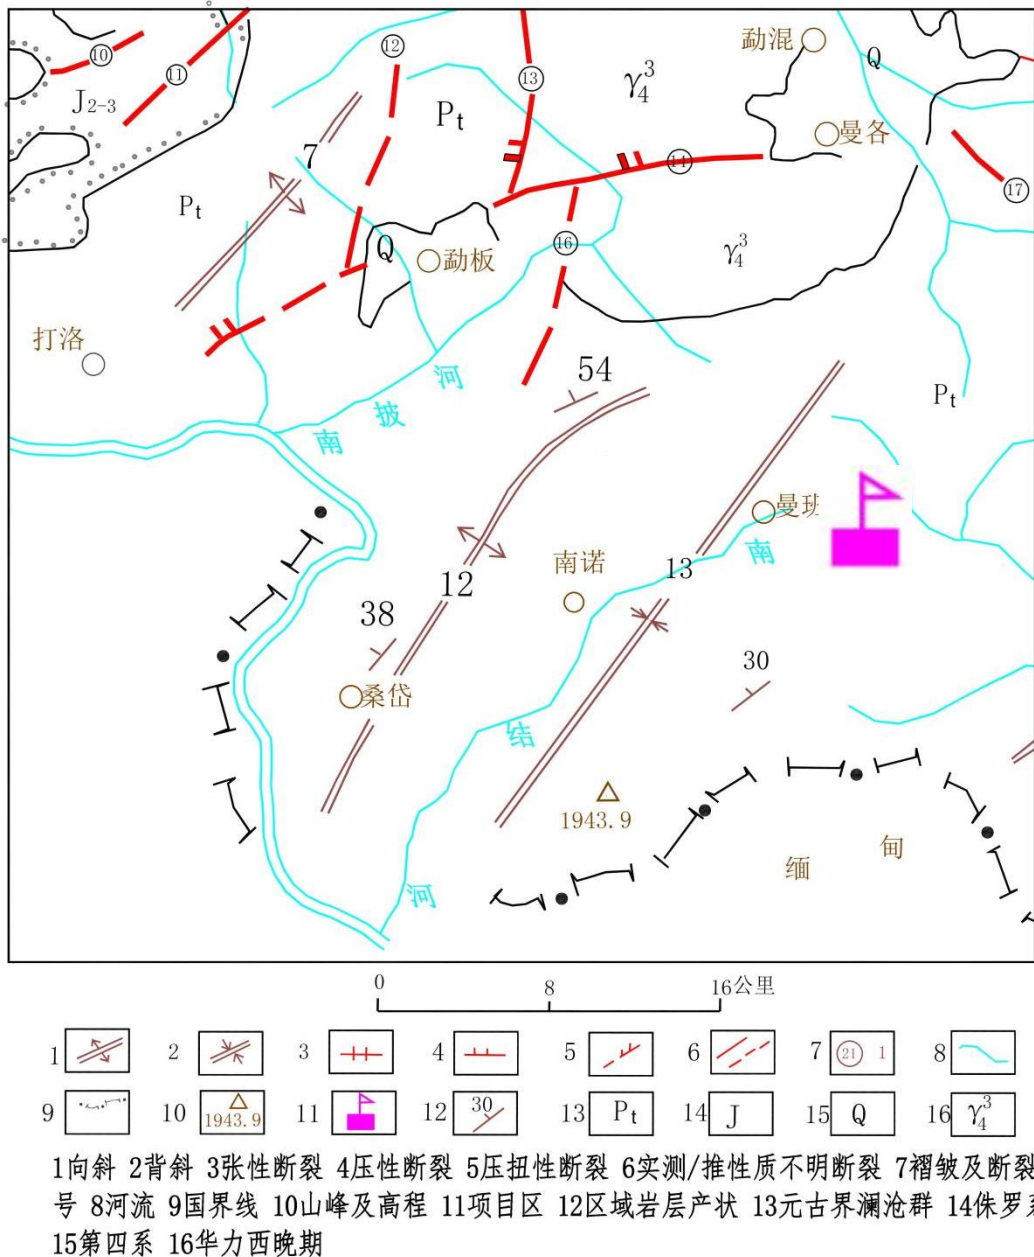 ⑩
⑪
J2-3
⑫
⑬
γ₄³
勐混
Q
Pt
曼各
7
⑭
⑰
Pt
Q
勐板
⑯
γ₄³
打洛
河
54
披
Pt
南
曼班
南
南诺
13
12
38
30
桑岱
结
1943.9
缅 甸
河
0 8 16公里
1 2 3 4 5 6 7 ㉑ 1 8
9 10 1943.9 11 12 30 13 Pt 14 J 15 Q 16 γ₄³
1向斜 2背斜 3张性断裂 4压性断裂 5压扭性断裂 6实测/推性质不明断裂 7褶皱及断裂
号 8河流 9国界线 10山峰及高程 11项目区 12区域岩层产状 13元古界澜沧群 14侏罗
15第四系 16华力西晚期